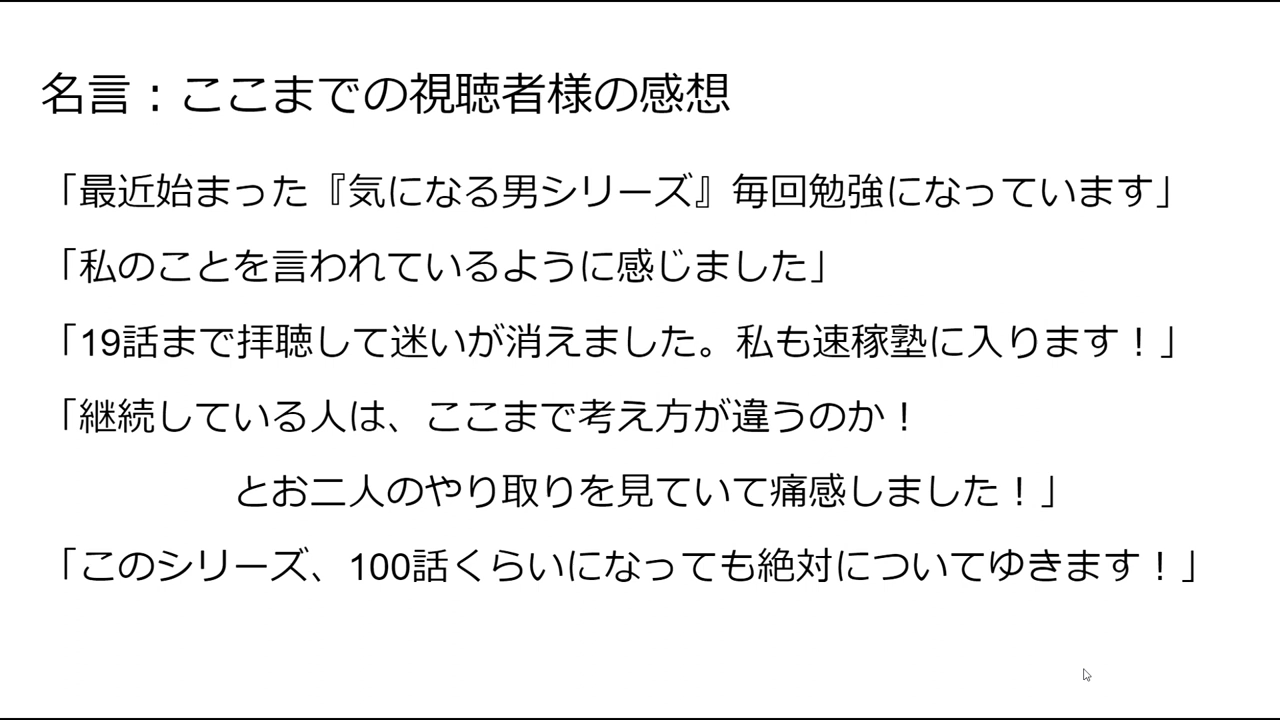 名言：ここまでの視聴者様の感想
「最近始まった『気になる男シリーズ』毎回勉強になっています」
「私のことを言われているように感じました」
「19話まで拝聴して迷いが消えました。私も速稼塾に入ります！」
「継続している人は、ここまで考え方が違うのか！
とお二人のやり取りを見ていて痛感しました！」
「このシリーズ、100話くらいになっても絶対についてゆきます！」